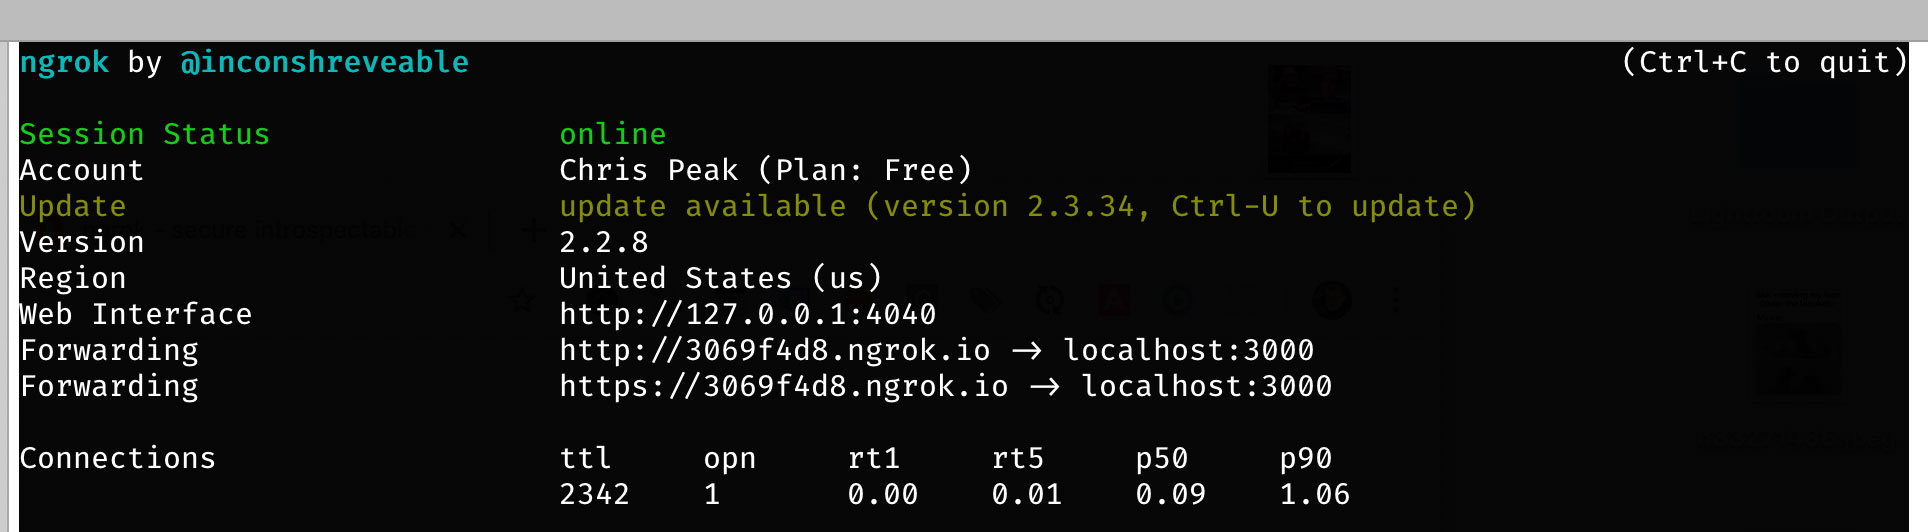 ngrok by @inconshreveable (Ctrl+C to quit)
Session Status online
Account Chris Peak (Plan: Free)
Update update available (version 2.3.34, Ctrl-U to update)
- secure introspectable
Version 2.2.8
Region United States (us)
Web Interface http://127.0.0.1:4040
Forwarding http://3069f4d8.ngrok.io -> localhost:3000
Forwarding https://3069f4d8.ngrok.io -> localhost:3000
Connections ttl opn rt1 rt5 p50 p90
2342 1 0.00 0.01 0.09 1.06